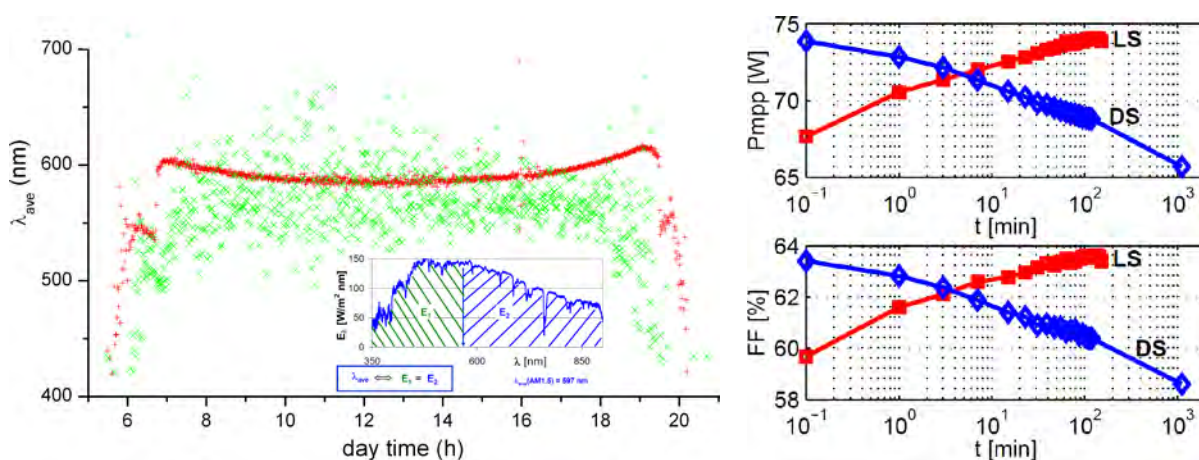 700
600
500
400
λave (nm)
6 8 10 12 14 16 18 20
day time (h)
150
100
50
0
Eλ [W/m² nm]
E₁
E₂
350 600 850
λ [nm]
λave ⇔ E₁ = E₂
λave(AM1.5) = 597 nm
75
70
65
Pmpp [W]
LS
DS
10⁻¹ 10⁰ 10¹ 10² 10³
t [min]
64
62
60
58
FF [%]
LS
DS
10⁻¹ 10⁰ 10¹ 10² 10³
t [min]